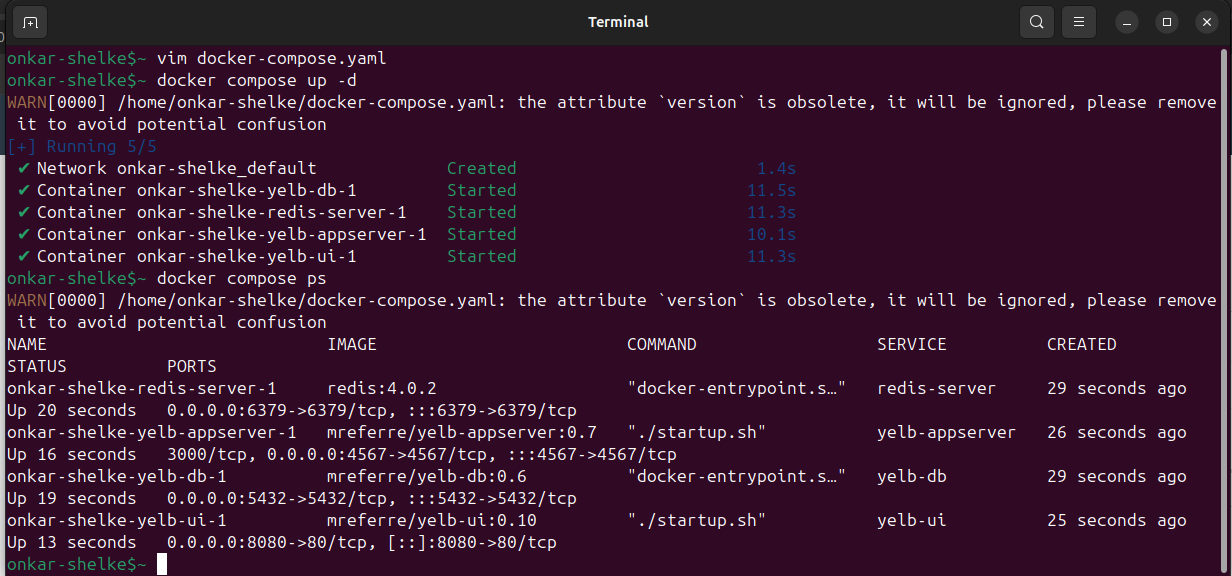 Terminal
onkar-shelke$~ vim docker-compose.yaml
onkar-shelke$~ docker compose up -d
WARN[0000] /home/onkar-shelke/docker-compose.yaml: the attribute `version` is obsolete, it will be ignored, please remove
 it to avoid potential confusion
[+] Running 5/5
 ✔ Network onkar-shelke_default             Created                        1.4s
 ✔ Container onkar-shelke-yelb-db-1         Started                       11.5s
 ✔ Container onkar-shelke-redis-server-1    Started                       11.3s
 ✔ Container onkar-shelke-yelb-appserver-1  Started                       10.1s
 ✔ Container onkar-shelke-yelb-ui-1         Started                       11.3s
onkar-shelke$~ docker compose ps
WARN[0000] /home/onkar-shelke/docker-compose.yaml: the attribute `version` is obsolete, it will be ignored, please remove
 it to avoid potential confusion
NAME                            IMAGE                         COMMAND                  SERVICE          CREATED
STATUS          PORTS
onkar-shelke-redis-server-1     redis:4.0.2                   "docker-entrypoint.s…"   redis-server     29 seconds ago
Up 20 seconds   0.0.0.0:6379->6379/tcp, :::6379->6379/tcp
onkar-shelke-yelb-appserver-1   mreferre/yelb-appserver:0.7   "./startup.sh"           yelb-appserver   26 seconds ago
Up 16 seconds   3000/tcp, 0.0.0.0:4567->4567/tcp, :::4567->4567/tcp
onkar-shelke-yelb-db-1          mreferre/yelb-db:0.6          "docker-entrypoint.s…"   yelb-db          29 seconds ago
Up 19 seconds   0.0.0.0:5432->5432/tcp, :::5432->5432/tcp
onkar-shelke-yelb-ui-1          mreferre/yelb-ui:0.10         "./startup.sh"           yelb-ui          25 seconds ago
Up 13 seconds   0.0.0.0:8080->80/tcp, [::]:8080->80/tcp
onkar-shelke$~